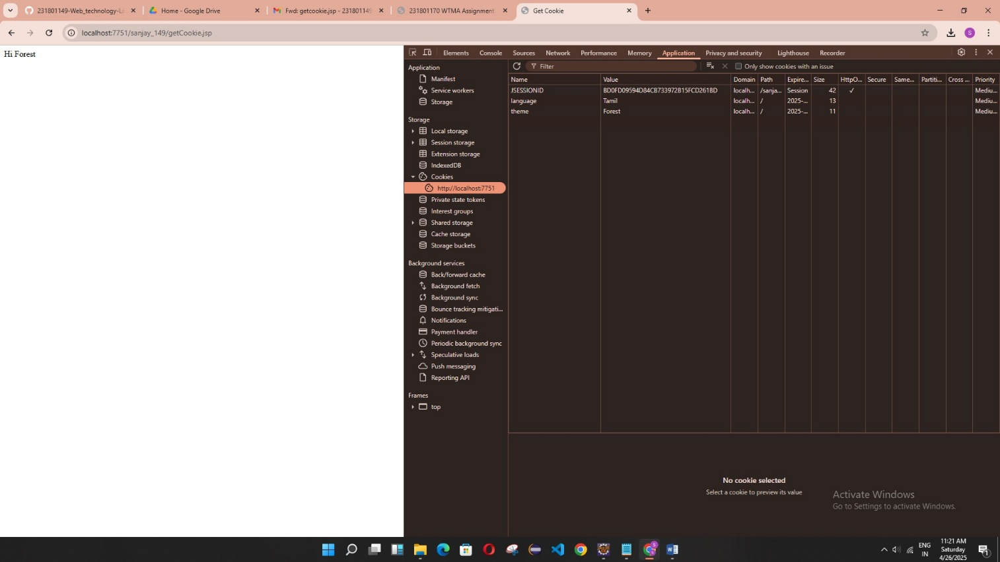 231801149-Web_technology-La
Home - Google Drive
Fwd: getcookie.jsp - 231801149
231801170 WTMA Assignment
Get Cookie
localhost:7751/sanjay_149/getCookie.jsp
S
Hi Forest
Elements Console Sources Network Performance Memory Application Privacy and security Lighthouse Recorder
Application
Manifest
Service workers
Storage
Storage
Local storage
Session storage
Extension storage
IndexedDB
Cookies
http://localhost:7751
Private state tokens
Interest groups
Shared storage
Cache storage
Storage buckets
Background services
Back/forward cache
Background fetch
Background sync
Bounce tracking mitigati...
Notifications
Payment handler
Periodic background sync
Speculative loads
Push messaging
Reporting API
Frames
top
Filter
Only show cookies with an issue
Name Value Domain Path Expire... Size HttpO... Secure Same... Partiti... Cross ... Priority
JSESSIONID BD0FD09594D84CB733972B15FCD261BD localh... /sanja... Session 42 ✓ Mediu...
language Tamil localh... / 2025-... 13 Mediu...
theme Forest localh... / 2025-... 11 Mediu...
No cookie selected
Select a cookie to preview its value
Activate Windows
Go to Settings to activate Windows.
ENG
IN
11:21 AM
Saturday
4/26/2025
1